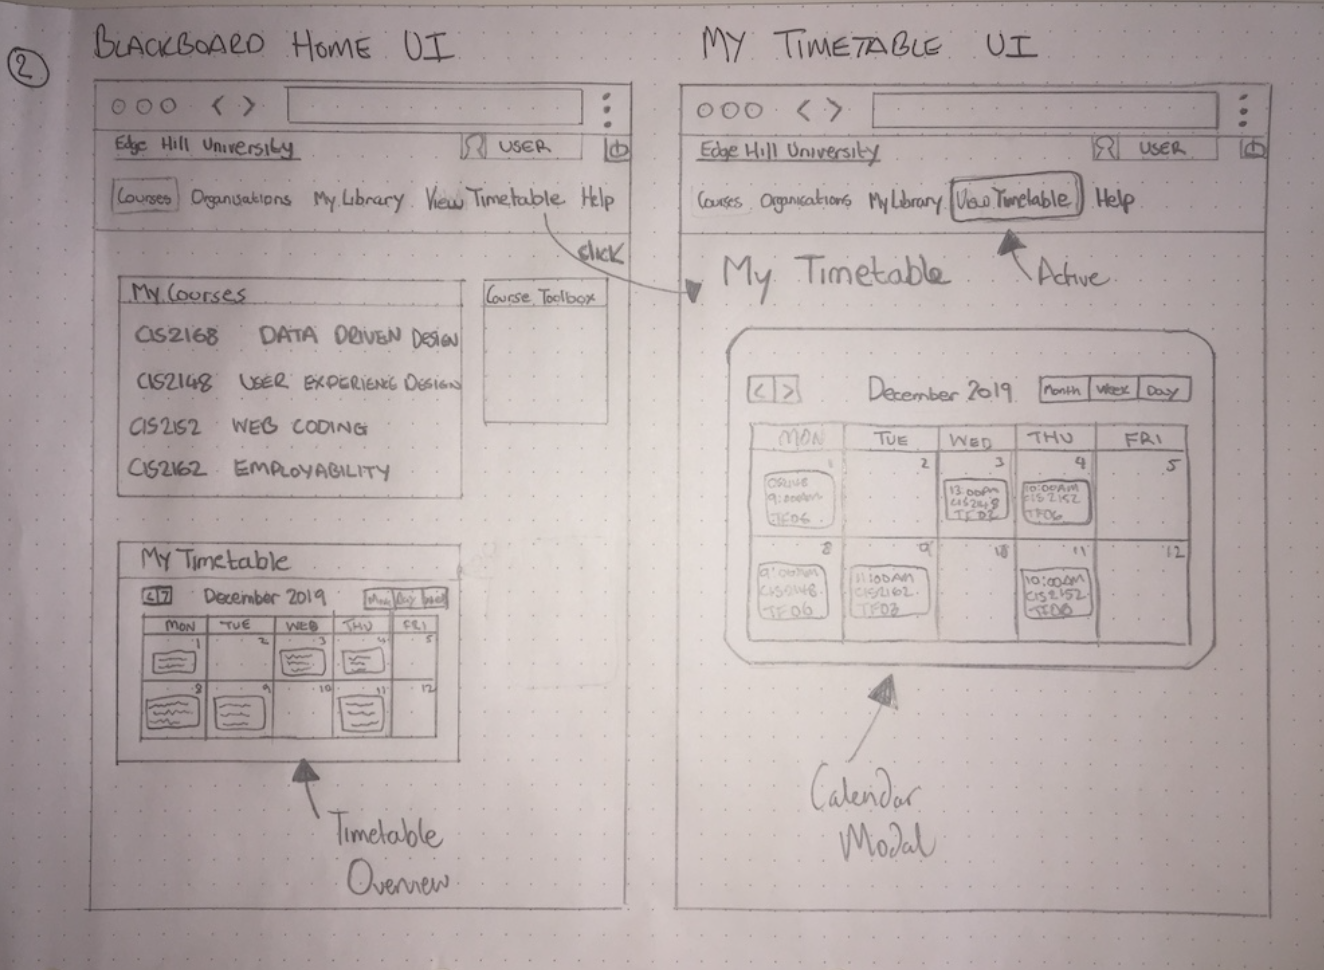 2
BLACKBOARD HOME UI
Edge Hill University
USER
Courses Organisations My Library View Timetable Help
click
My Courses
CIS2168 DATA DRIVEN DESIGN
CIS2148 USER EXPERIENCE DESIGN
CIS2152 WEB CODING
CIS2162 EMPLOYABILITY
Course Toolbox
My Timetable
< > December 2019 Day
MON TUE WED THU FRI
1 2 3 4 5
8 9 10 11 12
Timetable
Overview
MY TIMETABLE UI
Edge Hill University
USER
Courses Organisations My Library View Timetable Help
My Timetable
Active
< > December 2019 Month Week Day
MON TUE WED THU FRI
1 2 3 4 5
9:00am 13:00pm 10:00AM
CIS2148 CIS2152
TF06 TF02 TF06
8 9 10 11 12
9:00AM 11:00AM 10:00AM
CIS2148 CIS2162 CIS2152
TF06 TF02 TF06
Calendar
Modal